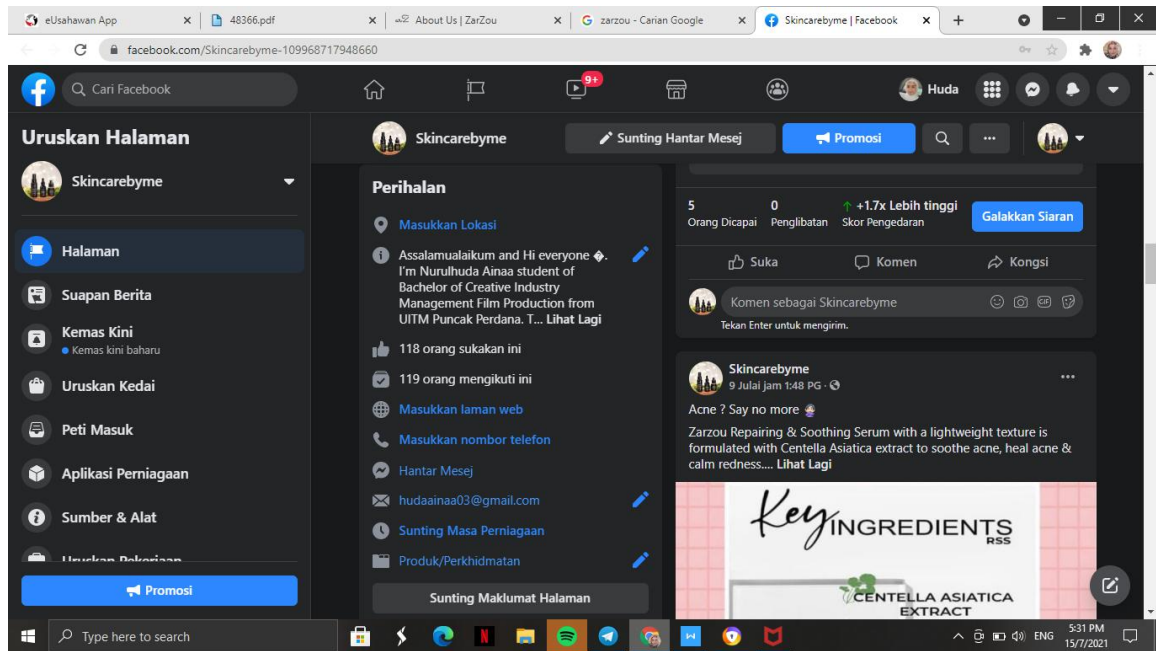 eUsahawan App
48366.pdf
About Us | ZarZou
zarzou - Carian Google
Skincarebyme | Facebook
facebook.com/Skincarebyme-109968717948660
Cari Facebook
9+
Huda
Uruskan Halaman
Skincarebyme
Halaman
Suapan Berita
Kemas Kini
Kemas kini baharu
Uruskan Kedai
Peti Masuk
Aplikasi Perniagaan
Sumber & Alat
Uruskan Pekerjaan
Promosi
Skincarebyme
Sunting Hantar Mesej
Promosi
Perihalan
Masukkan Lokasi
Assalamualaikum and Hi everyone �.
I'm Nurulhuda Ainaa student of
Bachelor of Creative Industry
Management Film Production from
UITM Puncak Perdana. T... Lihat Lagi
118 orang sukakan ini
119 orang mengikuti ini
Masukkan laman web
Masukkan nombor telefon
Hantar Mesej
hudaainaa03@gmail.com
Sunting Masa Perniagaan
Produk/Perkhidmatan
Sunting Maklumat Halaman
5 0 +1.7x Lebih tinggi
Orang Dicapai Penglibatan Skor Pengedaran
Galakkan Siaran
Suka Komen Kongsi
Komen sebagai Skincarebyme
GIF
Tekan Enter untuk mengirim.
Skincarebyme
9 Julai jam 1:48 PG ·
Acne ? Say no more
Zarzou Repairing & Soothing Serum with a lightweight texture is
formulated with Centella Asiatica extract to soothe acne, heal acne &
calm redness.... Lihat Lagi
Key INGREDIENTS
RSS
CENTELLA ASIATICA
EXTRACT
Type here to search
ENG
5:31 PM
15/7/2021